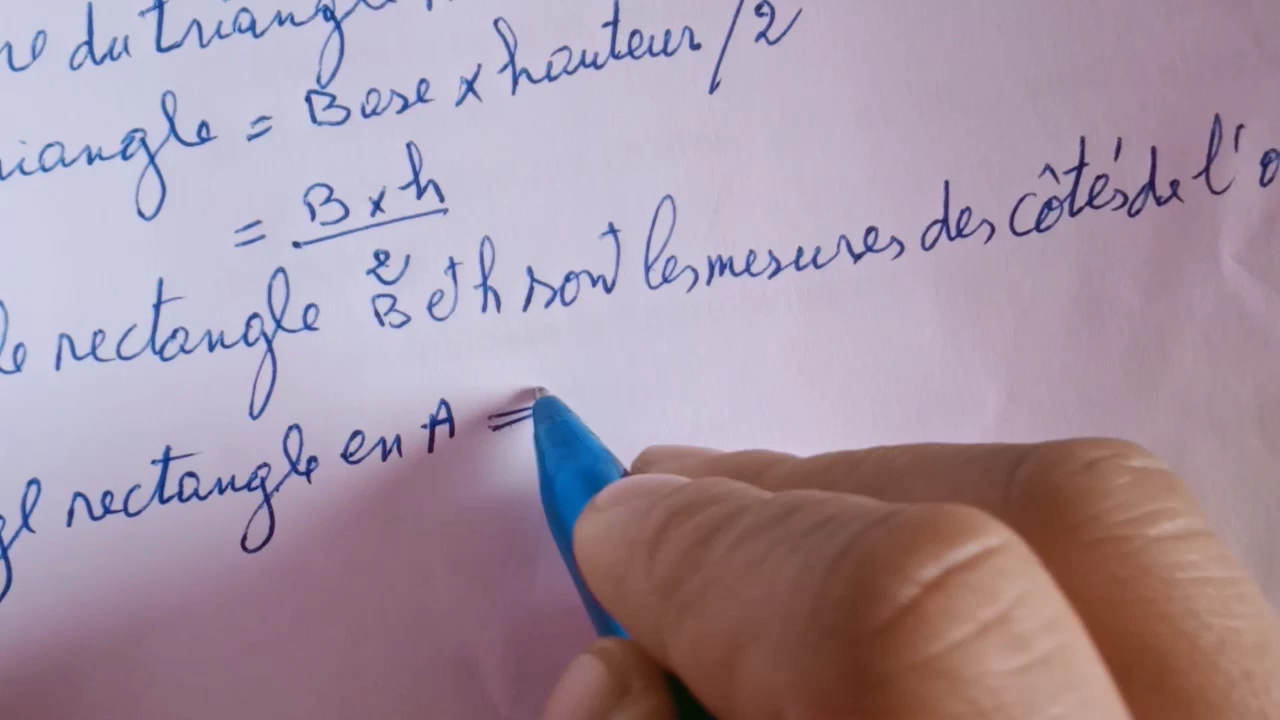 du triangle
triangle = Base × hauteur / 2
= B × h
2
le rectangle B et h sont les mesures des côtés de l'
rectangle en A =